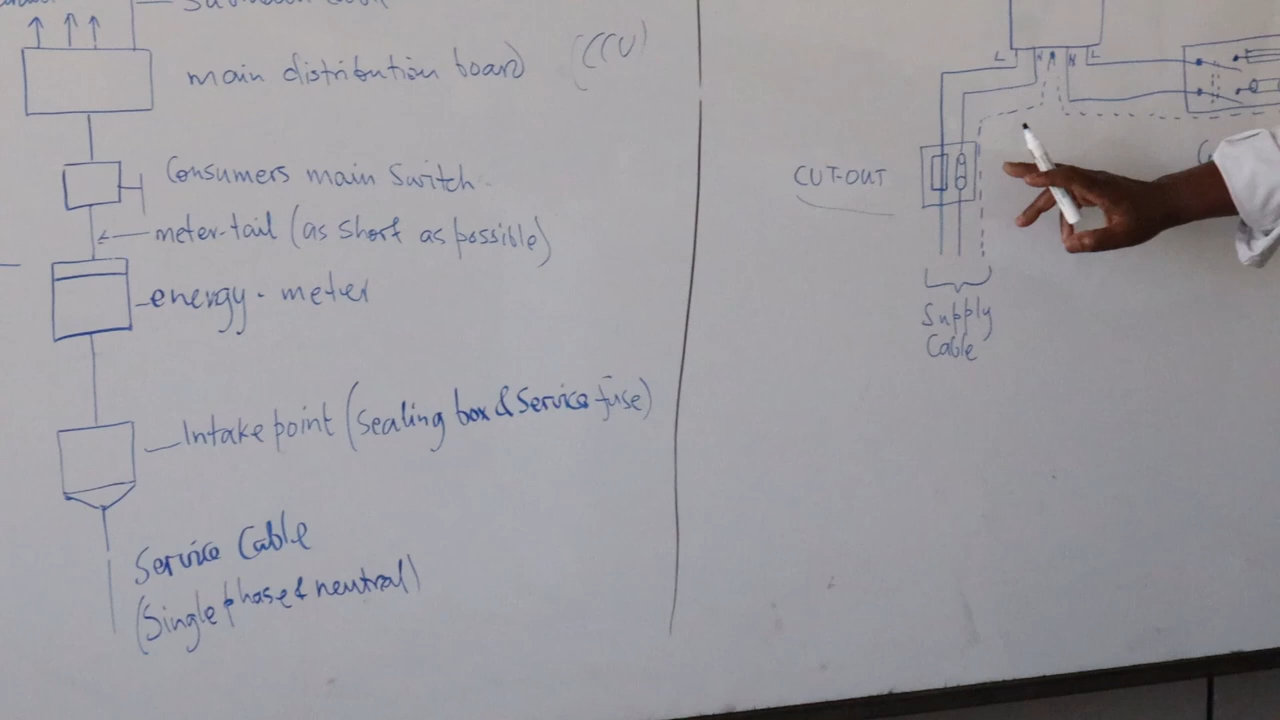 main distribution board (CCU)
Consumers main Switch
meter-tail (as short as possible)
energy-meter
Intake point (sealing box & Service fuse)
Service Cable
(Single phase & neutral)
L N N L
CUT-OUT
Supply
Cable